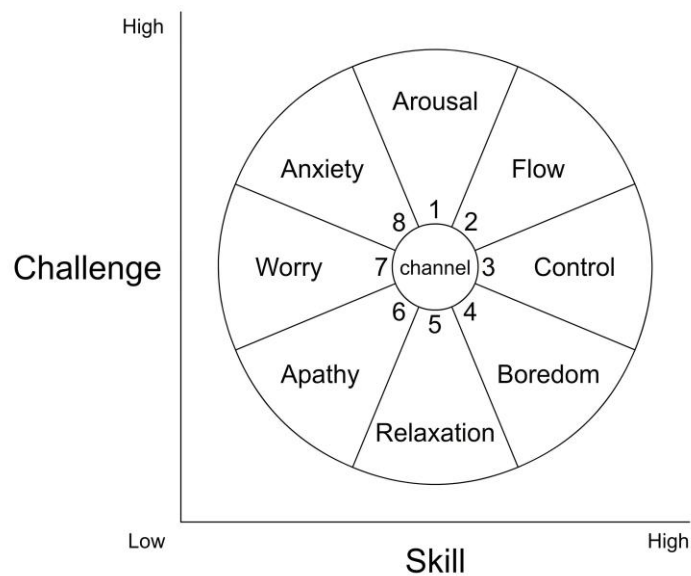 High
Arousal
Anxiety
Flow
8 1 2
Challenge
Worry
7 channel 3
Control
6 5 4
Apathy
Boredom
Relaxation
Low
High
Skill